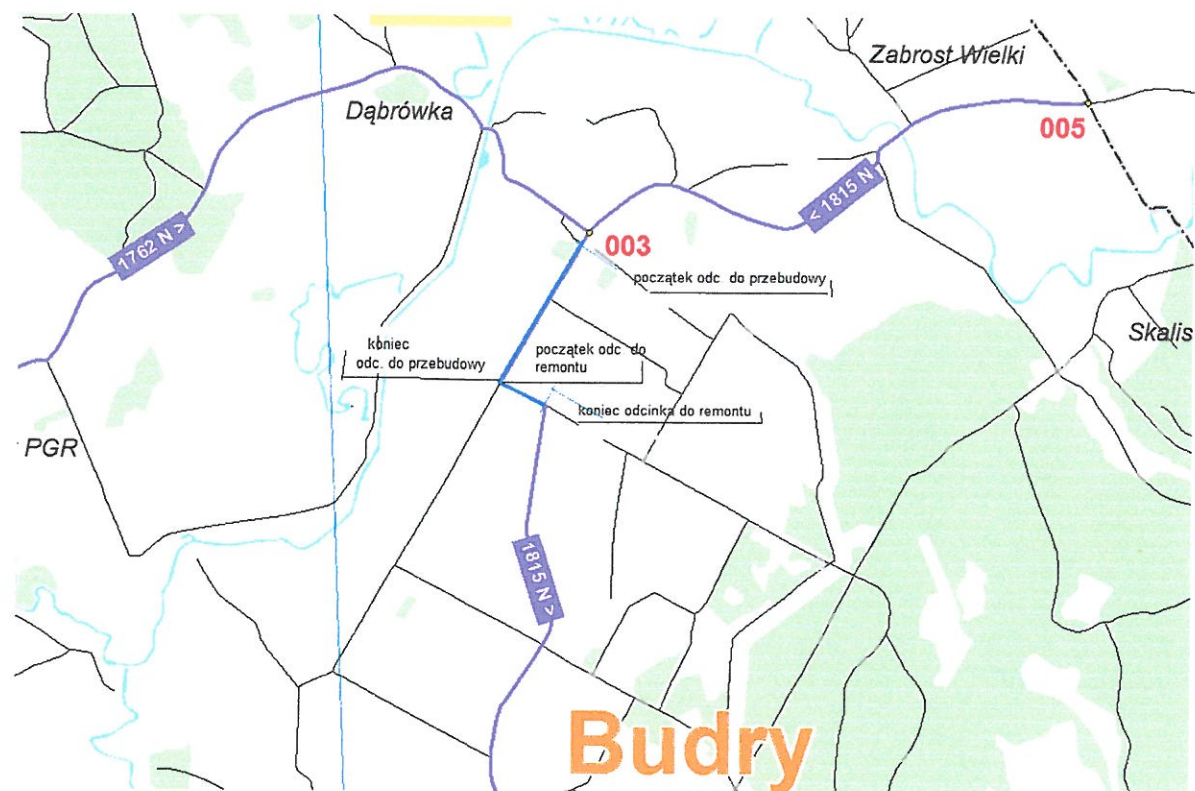 Zabrost Wielki
Dąbrówka
005
< 1815 N
1762 N >
003
początek odc. do przebudowy
Skalis
koniec
odc. do przebudowy
początek odc do
remontu
koniec odcinka do remontu
PGR
1815 N >
Budry